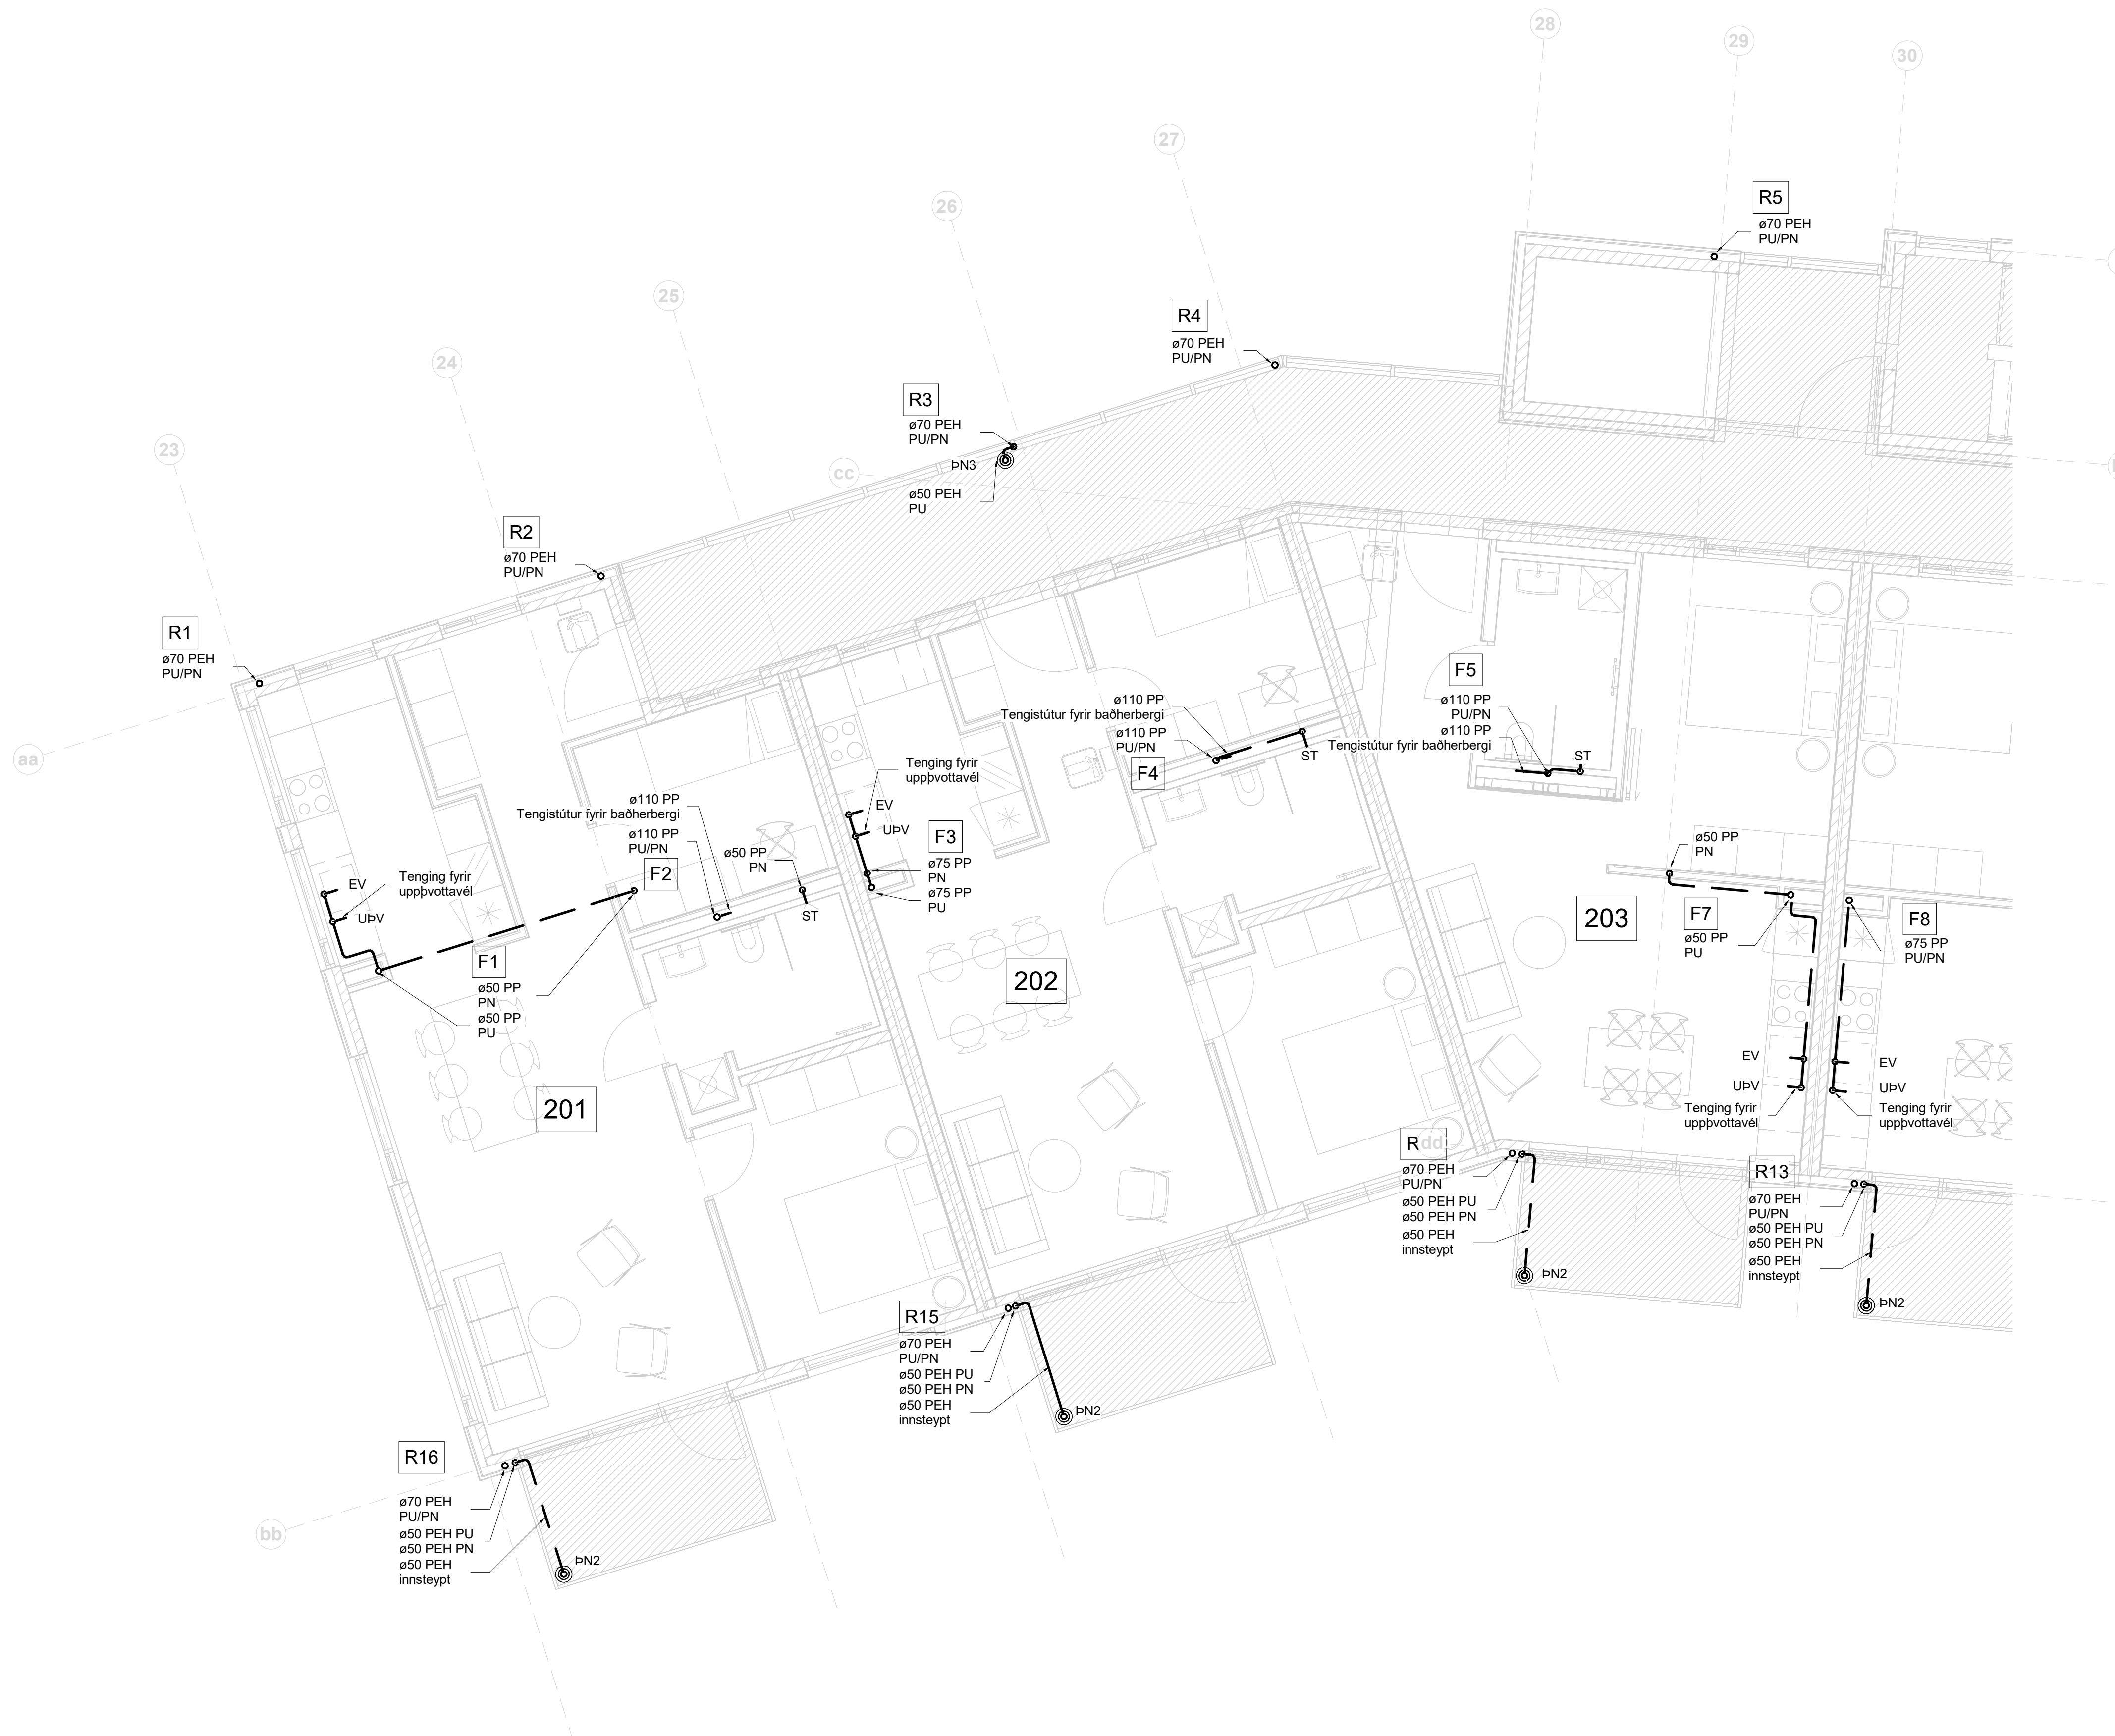 28
29
30
27
26
25
24
23
R5
ø70 PEH
PU/PN
R4
ø70 PEH
PU/PN
R3
ø70 PEH
PU/PN
ÞN3
ø50 PEH
PU
cc
R2
ø70 PEH
PU/PN
R1
ø70 PEH
PU/PN
aa
F5
ø110 PP
PU/PN
ø110 PP
Tengistútur fyrir baðherbergi
ST
ø110 PP
Tengistútur fyrir baðherbergi
ø110 PP
PU/PN
F4
ST
Tenging fyrir
uppþvottavél
EV
UÞV
F3
ø75 PP
PN
ø75 PP
PU
ø110 PP
Tengistútur fyrir baðherbergi
ø110 PP
PU/PN
F2
ø50 PP
PN
ST
Tenging fyrir
uppþvottavél
EV
UÞV
F1
ø50 PP
PN
ø50 PP
PU
201
202
203
ø50 PP
PN
F7
ø50 PP
PU
F8
ø75 PP
PU/PN
EV
UÞV
Tenging fyrir
uppþvottavél
EV
UÞV
Tenging fyrir
uppþvottavél
R
dd
ø70 PEH
PU/PN
ø50 PEH PU
ø50 PEH PN
ø50 PEH
innsteypt
ÞN2
R13
ø70 PEH
PU/PN
ø50 PEH PU
ø50 PEH PN
ø50 PEH
innsteypt
ÞN2
R15
ø70 PEH
PU/PN
ø50 PEH PU
ø50 PEH PN
ø50 PEH
innsteypt
ÞN2
R16
ø70 PEH
PU/PN
ø50 PEH PU
ø50 PEH PN
ø50 PEH
innsteypt
ÞN2
bb